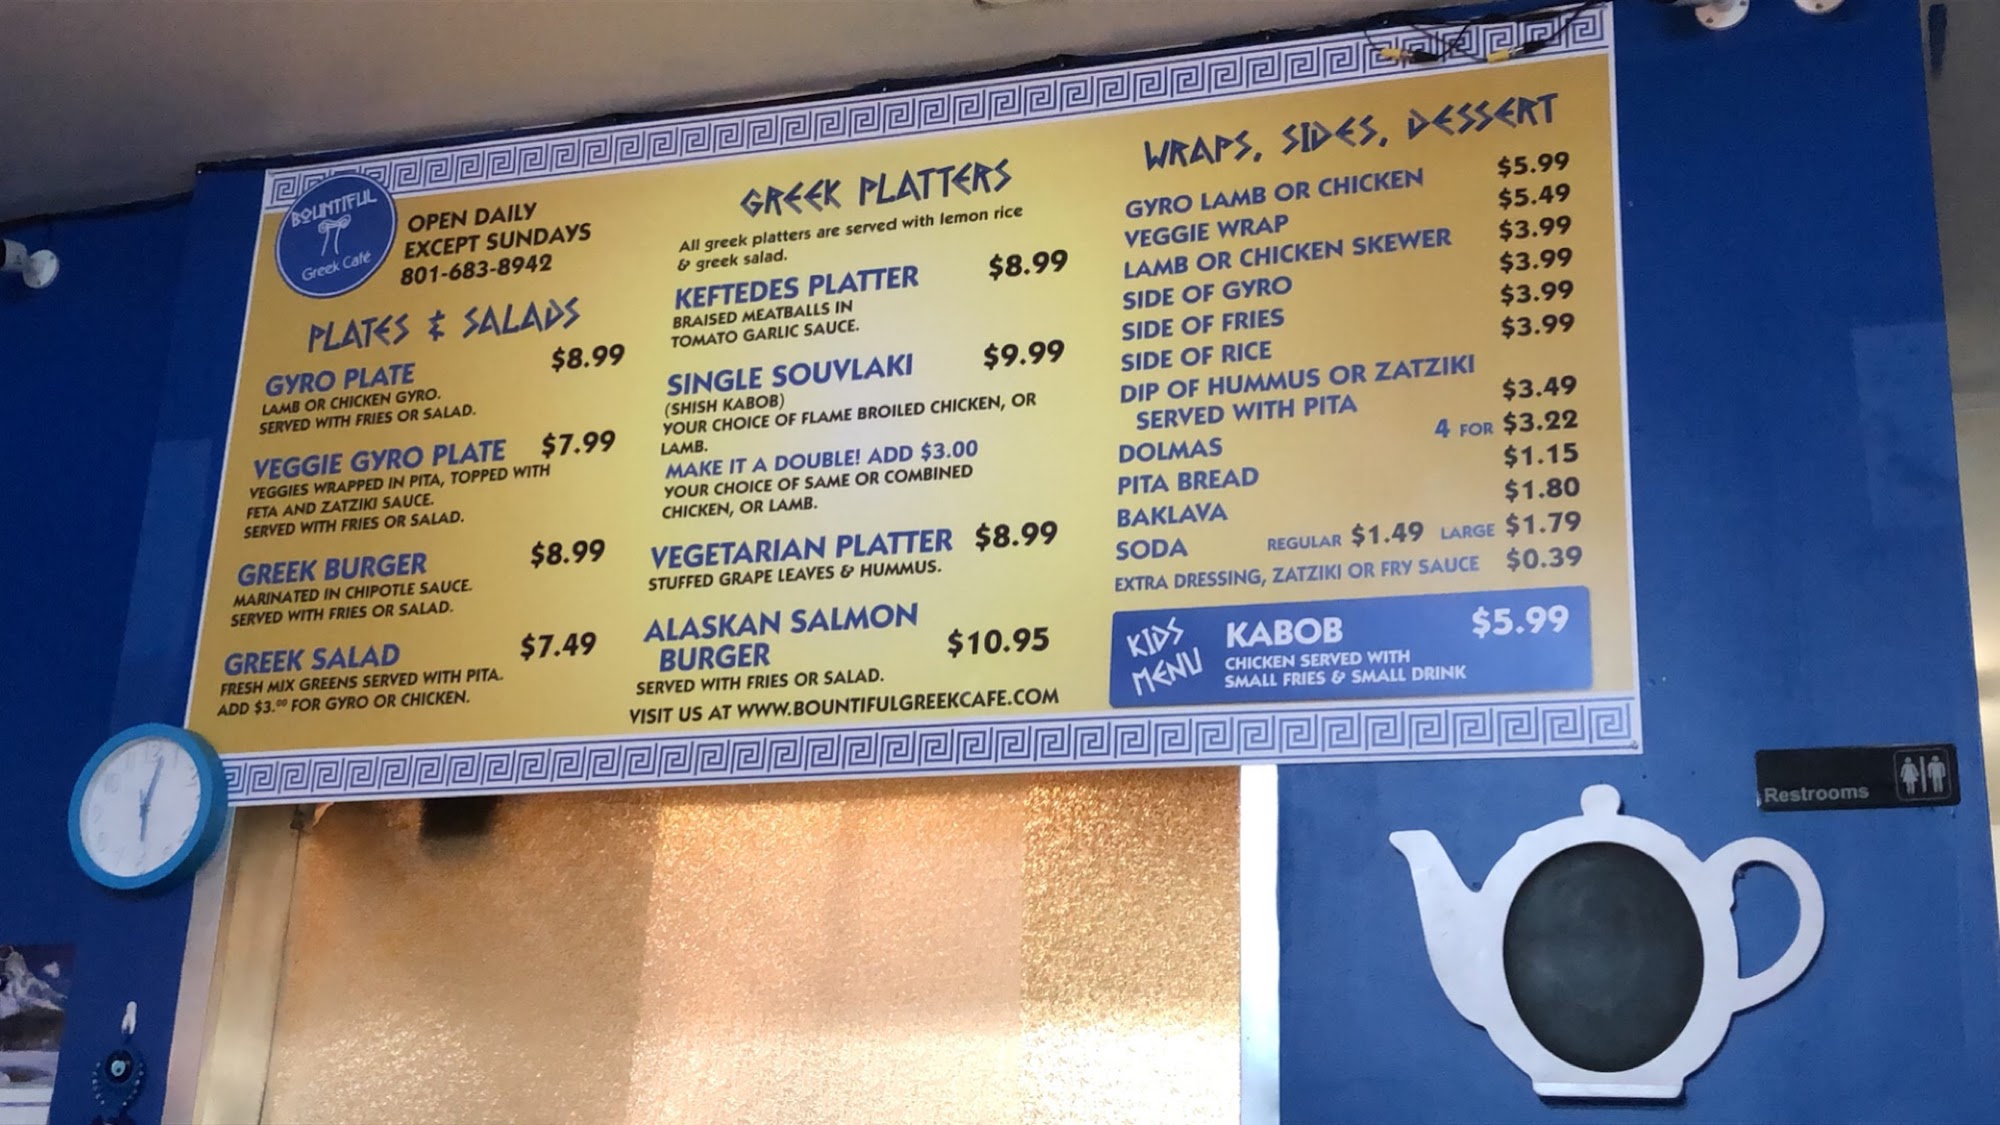 BOUNTIFUL
Greek Café
OPEN DAILY
EXCEPT SUNDAYS
801-683-8942
PLATES & SALADS
GYRO PLATE $8.99
LAMB OR CHICKEN GYRO.
SERVED WITH FRIES OR SALAD.
VEGGIE GYRO PLATE $7.99
VEGGIES WRAPPED IN PITA, TOPPED WITH
FETA AND ZATZIKI SAUCE.
SERVED WITH FRIES OR SALAD.
GREEK BURGER $8.99
MARINATED IN CHIPOTLE SAUCE.
SERVED WITH FRIES OR SALAD.
GREEK SALAD $7.49
FRESH MIX GREENS SERVED WITH PITA.
ADD $3.00 FOR GYRO OR CHICKEN.
GREEK PLATTERS
All greek platters are served with lemon rice
& greek salad.
KEFTEDES PLATTER $8.99
BRAISED MEATBALLS IN
TOMATO GARLIC SAUCE.
SINGLE SOUVLAKI $9.99
(SHISH KABOB)
YOUR CHOICE OF FLAME BROILED CHICKEN, OR
LAMB.
MAKE IT A DOUBLE! ADD $3.00
YOUR CHOICE OF SAME OR COMBINED
CHICKEN, OR LAMB.
VEGETARIAN PLATTER $8.99
STUFFED GRAPE LEAVES & HUMMUS.
ALASKAN SALMON
BURGER $10.95
SERVED WITH FRIES OR SALAD.
VISIT US AT WWW.BOUNTIFULGREEKCAFE.COM
WRAPS, SIDES, DESSERT
GYRO LAMB OR CHICKEN $5.99
VEGGIE WRAP $5.49
LAMB OR CHICKEN SKEWER $3.99
SIDE OF GYRO $3.99
SIDE OF FRIES $3.99
SIDE OF RICE $3.99
DIP OF HUMMUS OR ZATZIKI
SERVED WITH PITA $3.49
DOLMAS 4 FOR $3.22
PITA BREAD $1.15
BAKLAVA $1.80
SODA REGULAR $1.49 LARGE $1.79
EXTRA DRESSING, ZATZIKI OR FRY SAUCE $0.39
KIDS
MENU
KABOB $5.99
CHICKEN SERVED WITH
SMALL FRIES & SMALL DRINK
Restrooms